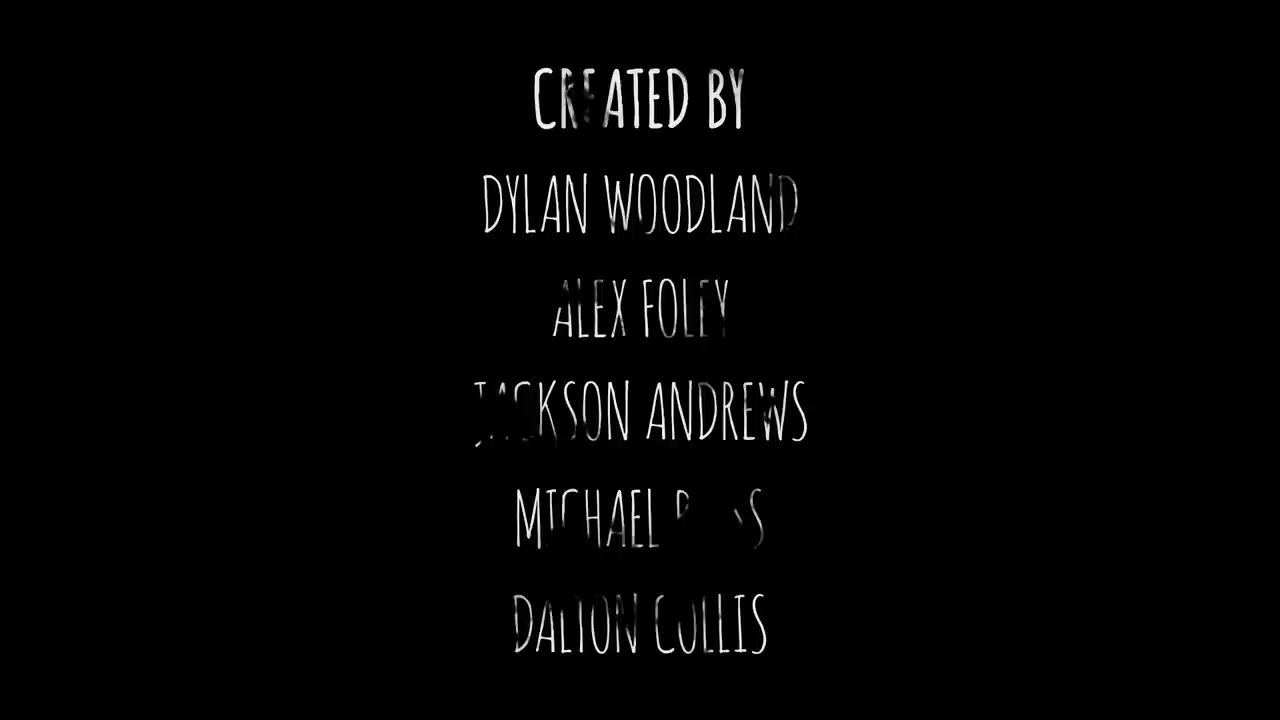 CREATED BY
DYLAN WOODLAND
ALEX FOLEY
JACKSON ANDREWS
MICHAEL
DALTON COLLIS